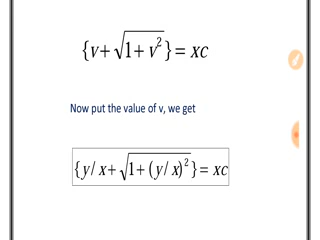 {v+√1+v²}= xc
Now put the value of v, we get
{y/x+√1+(y/x)²}= xc